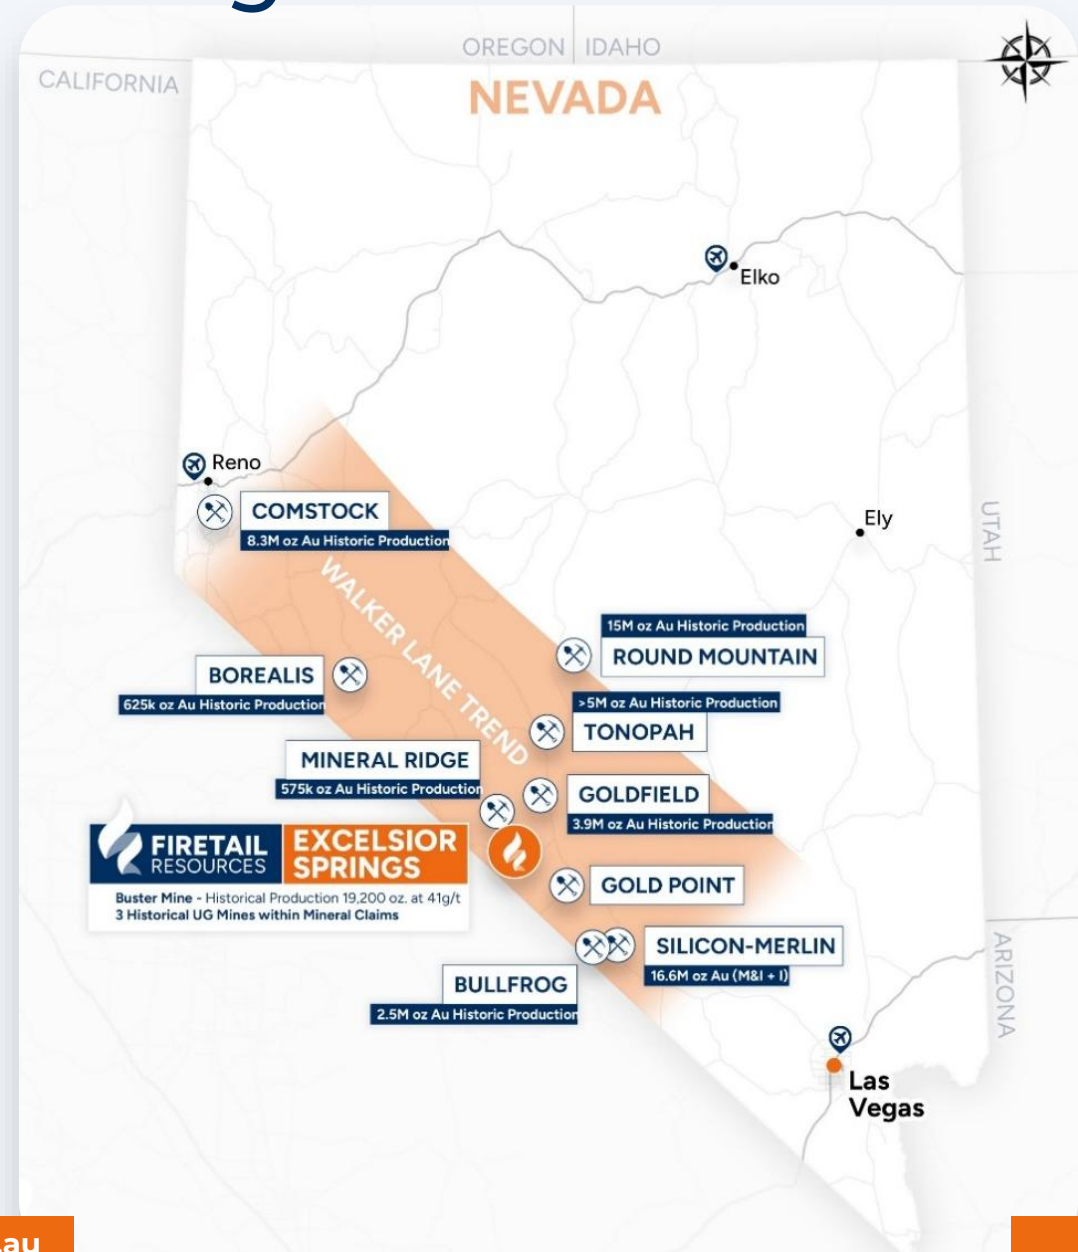 OREGON IDAHO
CALIFORNIA
NEVADA
Elko
Reno
COMSTOCK
8.3M oz Au Historic Production
Ely
UTAH
WALKER LANE TREND
15M oz Au Historic Production
ROUND MOUNTAIN
BOREALIS
625k oz Au Historic Production
>5M oz Au Historic Production
TONOPAH
MINERAL RIDGE
575k oz Au Historic Production
GOLDFIELD
3.9M oz Au Historic Production
FIRETAIL
RESOURCES
EXCELSIOR
SPRINGS
Buster Mine - Historical Production 19,200 oz. at 41g/t
3 Historical UG Mines within Mineral Claims
GOLD POINT
SILICON-MERLIN
16.6M oz Au (M&I + I)
BULLFROG
2.5M oz Au Historic Production
ARIZONA
Las
Vegas
.au